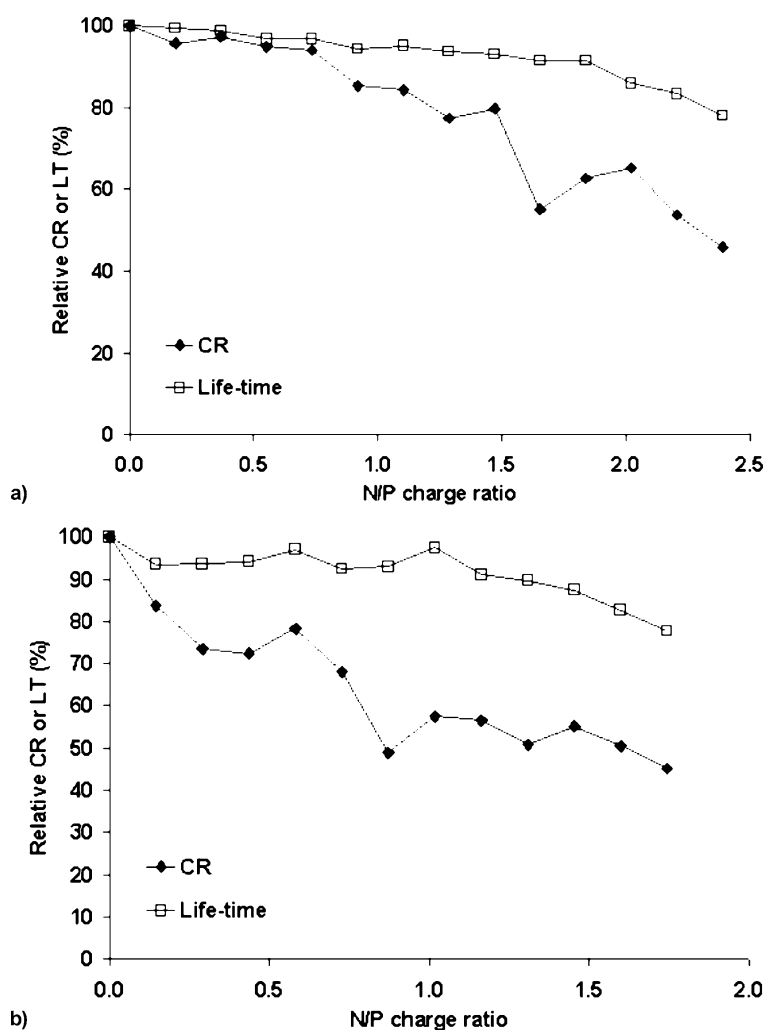 100
80
60
40
20
0
Relative CR or LT (%)
CR
Life-time
0.0 0.5 1.0 1.5 2.0 2.5
N/P charge ratio
a)
100
90
80
70
60
50
40
30
20
10
0
Relative CR or LT (%)
CR
Life-time
0.0 0.5 1.0 1.5 2.0
N/P charge ratio
b)